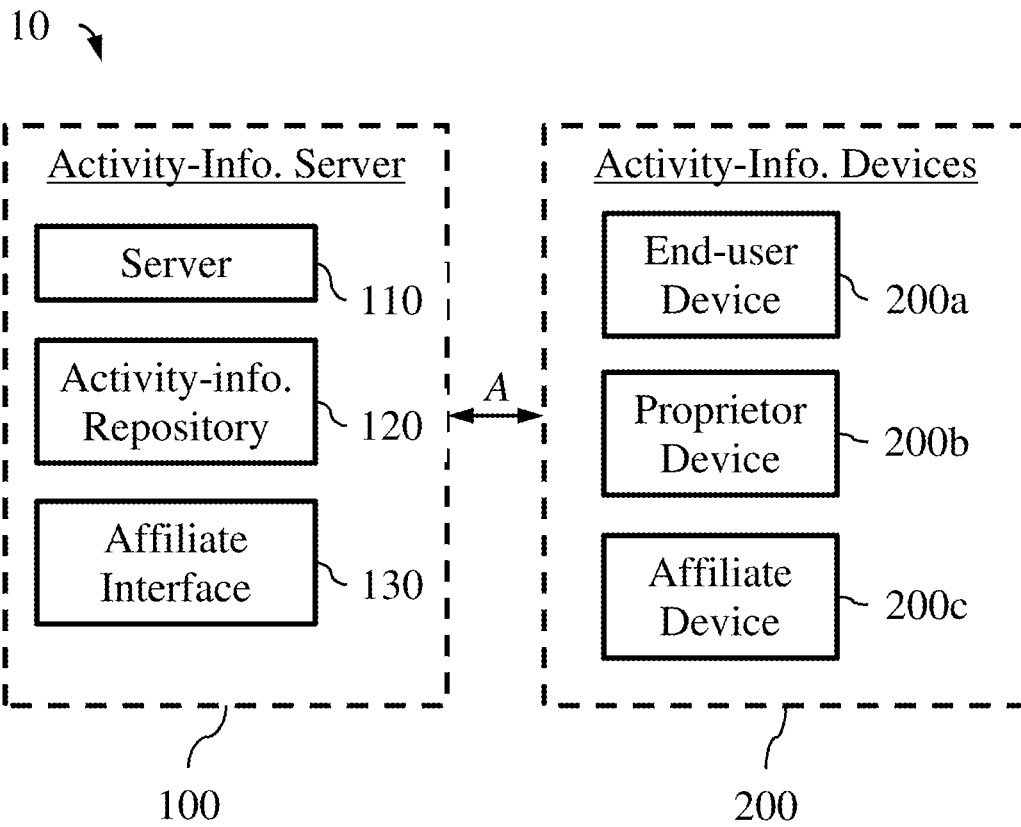 10
Activity-Info. Server
Server
110
Activity-info.
Repository
120
Affiliate
Interface
130
100
A
Activity-Info. Devices
End-user
Device
200a
Proprietor
Device
200b
Affiliate
Device
200c
200